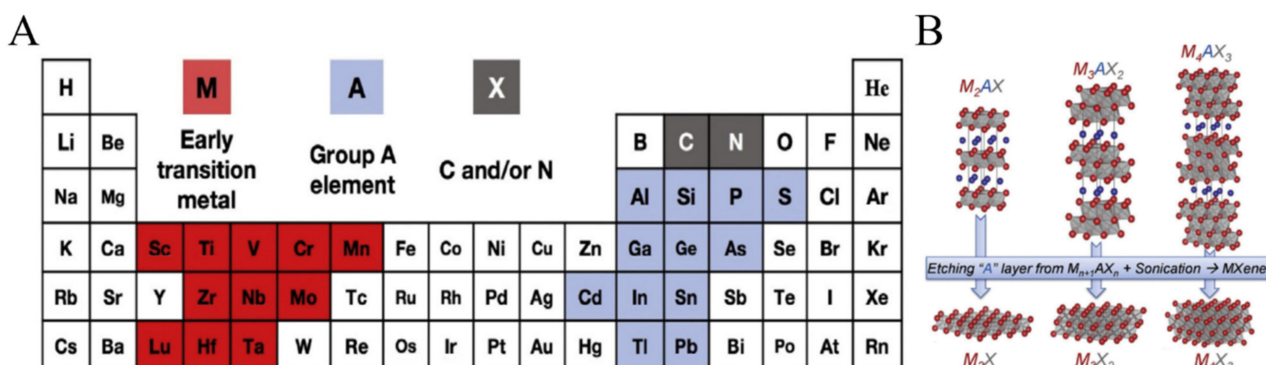 A
B
H
M
A
X
He
Li
Be
Early
transition
metal
Group A
element
C and/or N
B
C
N
O
F
Ne
Na
Mg
Al
Si
P
S
Cl
Ar
K
Ca
Sc
Ti
V
Cr
Mn
Fe
Co
Ni
Cu
Zn
Ga
Ge
As
Se
Br
Kr
Rb
Sr
Y
Zr
Nb
Mo
Tc
Ru
Rh
Pd
Ag
Cd
In
Sn
Sb
Te
I
Xe
Cs
Ba
Lu
Hf
Ta
W
Re
Os
Ir
Pt
Au
Hg
Tl
Pb
Bi
Po
At
Rn
M₂AX
M₃AX₂
M₄AX₃
Etching "A" layer from Mₙ₊₁AXₙ + Sonication → MXene
M₂X
M₃X₂
M₄X₃